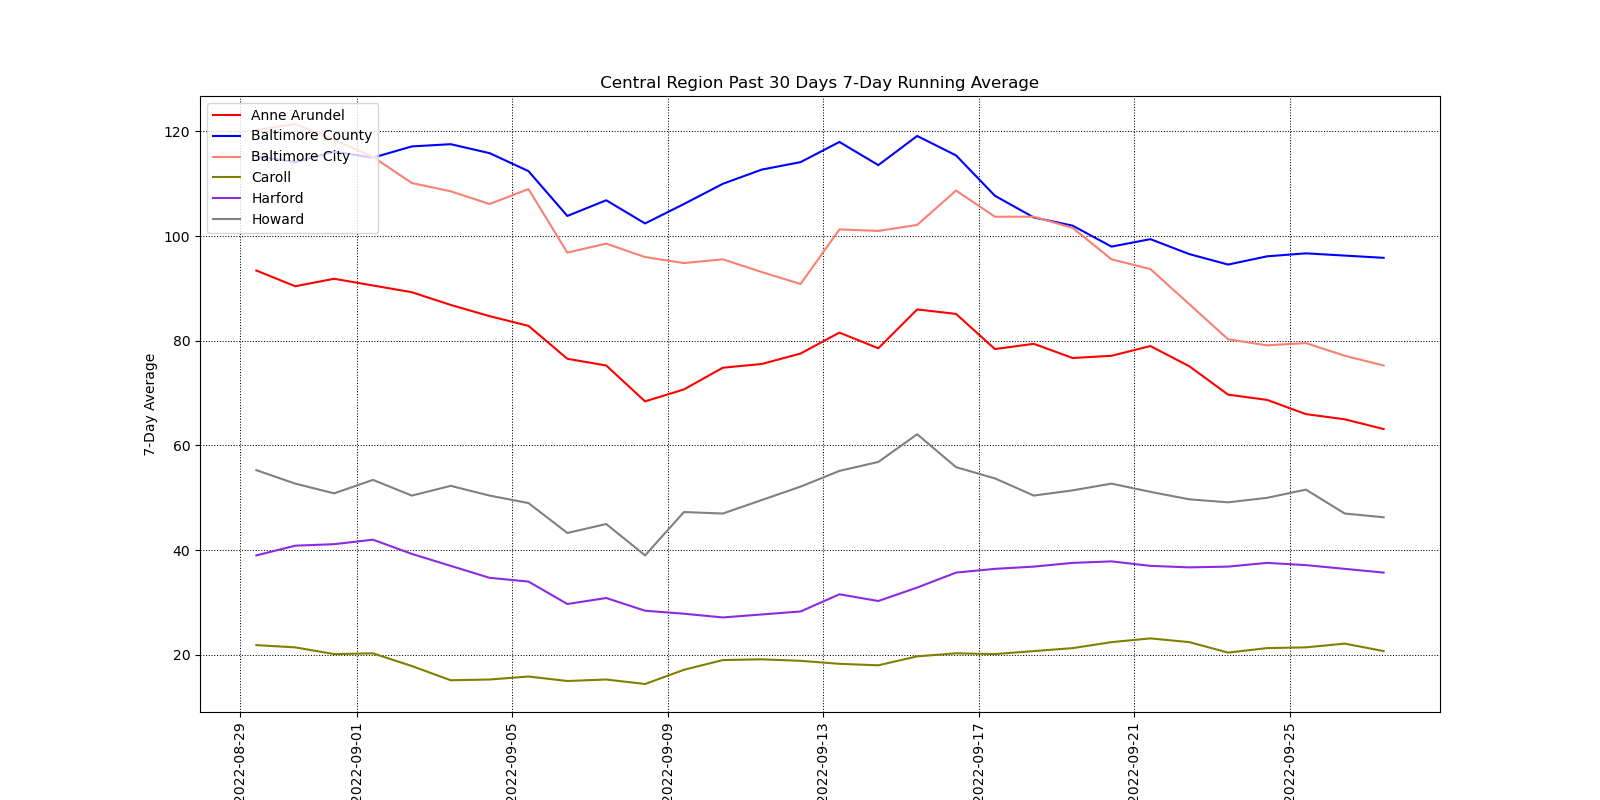 Central Region Past 30 Days 7-Day Running Average
Anne Arundel
Baltimore County
Baltimore City
Caroll
Harford
Howard
7-Day Average
120
100
80
60
40
20
2022-08-29
2022-09-01
2022-09-05
2022-09-09
2022-09-13
2022-09-17
2022-09-21
2022-09-25